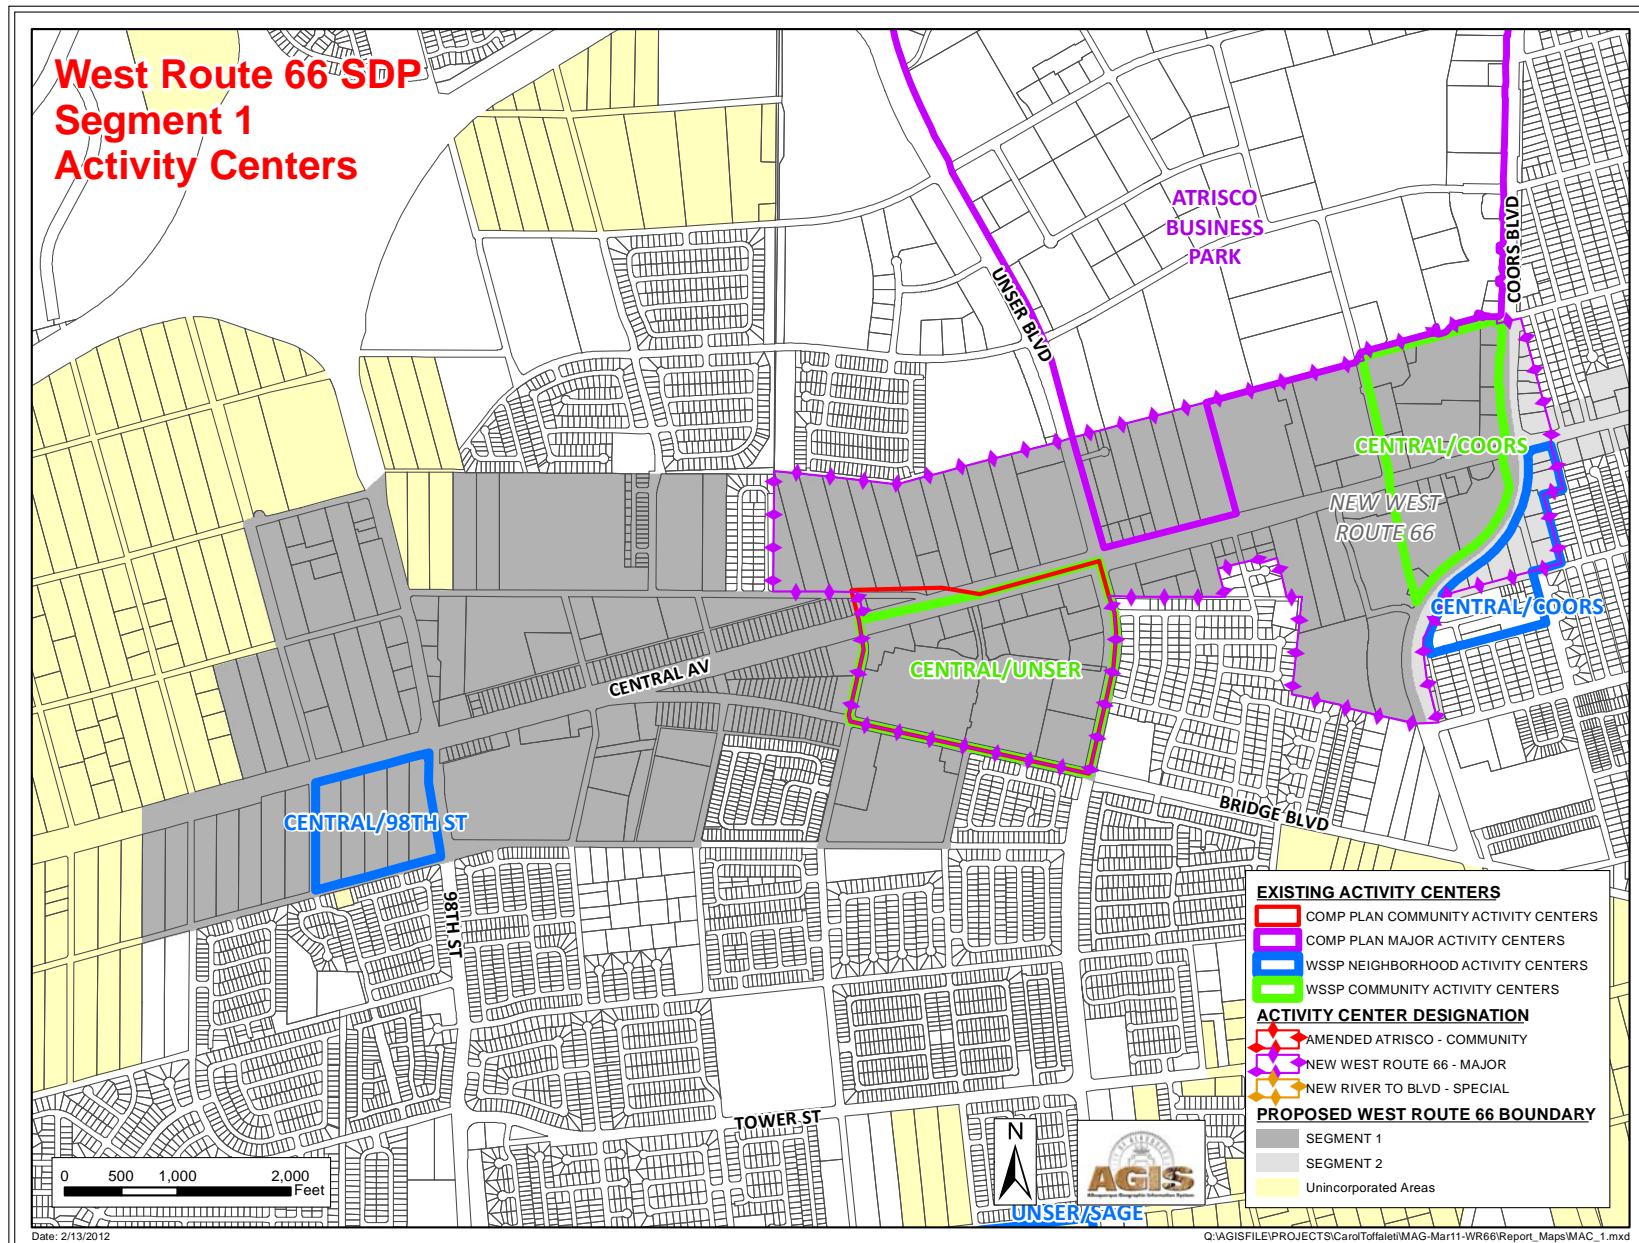 West Route 66 SDP
Segment 1
Activity Centers
ATRISCO
BUSINESS
PARK
COORS BLVD
UNSER BLVD
CENTRAL/COORS
NEW WEST
ROUTE 66
CENTRAL/COORS
CENTRAL/UNSER
CENTRAL AV
CENTRAL/98TH ST
BRIDGE BLVD
98TH ST
TOWER ST
UNSER/SAGE
EXISTING ACTIVITY CENTERS
COMP PLAN COMMUNITY ACTIVITY CENTERS
COMP PLAN MAJOR ACTIVITY CENTERS
WSSP NEIGHBORHOOD ACTIVITY CENTERS
WSSP COMMUNITY ACTIVITY CENTERS
ACTIVITY CENTER DESIGNATION
AMENDED ATRISCO - COMMUNITY
NEW WEST ROUTE 66 - MAJOR
NEW RIVER TO BLVD - SPECIAL
PROPOSED WEST ROUTE 66 BOUNDARY
SEGMENT 1
SEGMENT 2
Unincorporated Areas
0 500 1,000 2,000
Feet
N
AGIS
Albuquerque Geographic Information System
Date: 2/13/2012
Q:\AGISFILE\PROJECTS\CarolToffaleti\MAG-Mar11-WR66\Report_Maps\MAC_1.mxd